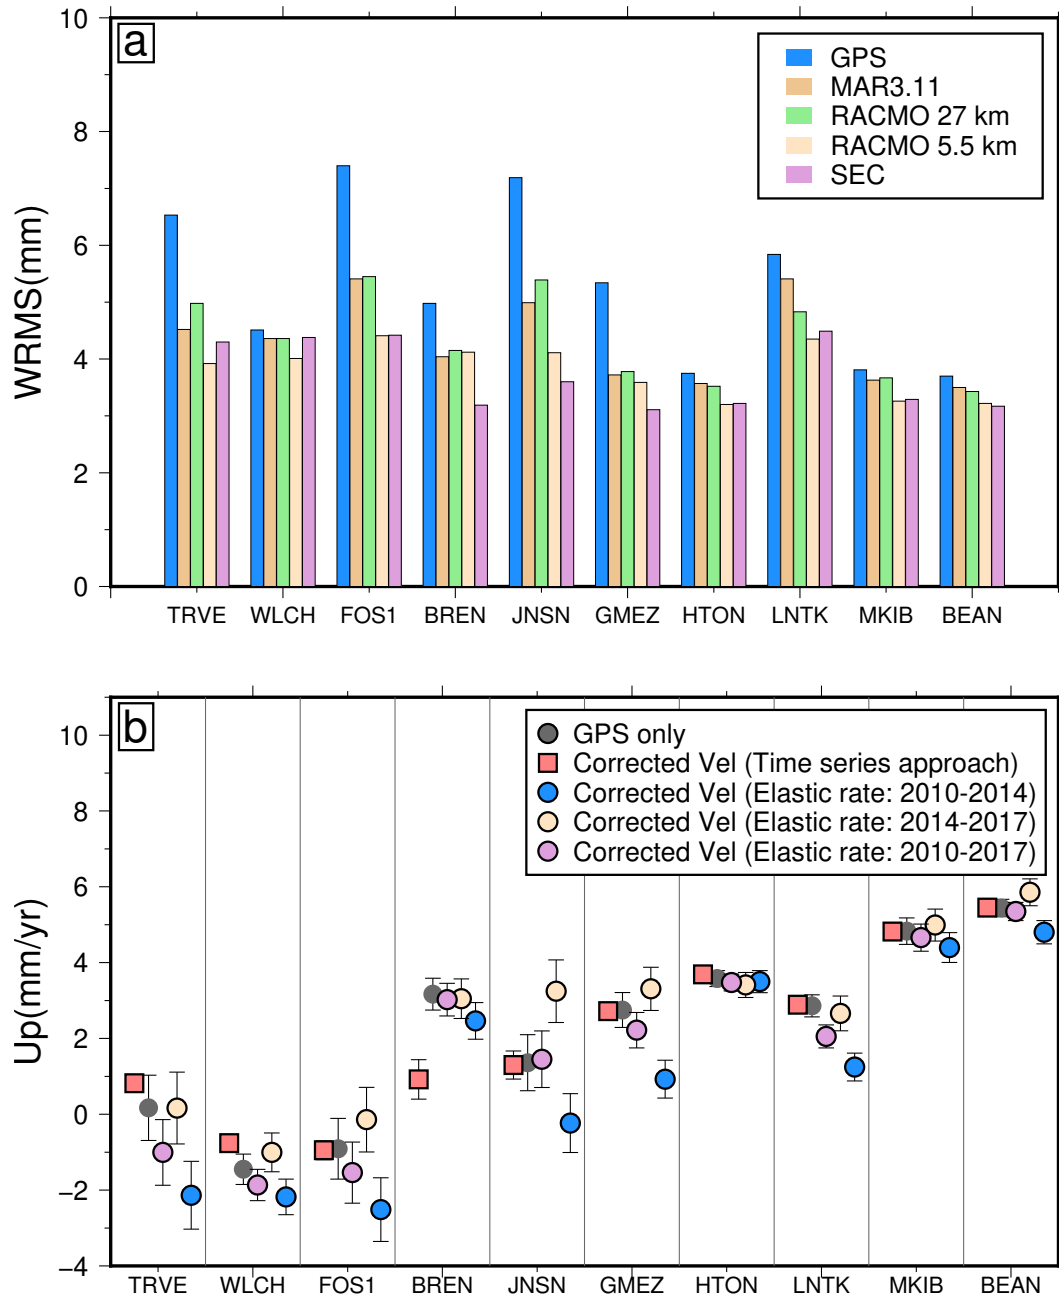 a
10
8
6
4
2
0
WRMS(mm)
GPS
MAR3.11
RACMO 27 km
RACMO 5.5 km
SEC
TRVE WLCH FOS1 BREN JNSN GMEZ HTON LNTK MKIB BEAN
b
10
8
6
4
2
0
−2
−4
Up(mm/yr)
GPS only
Corrected Vel (Time series approach)
Corrected Vel (Elastic rate: 2010-2014)
Corrected Vel (Elastic rate: 2014-2017)
Corrected Vel (Elastic rate: 2010-2017)
TRVE WLCH FOS1 BREN JNSN GMEZ HTON LNTK MKIB BEAN